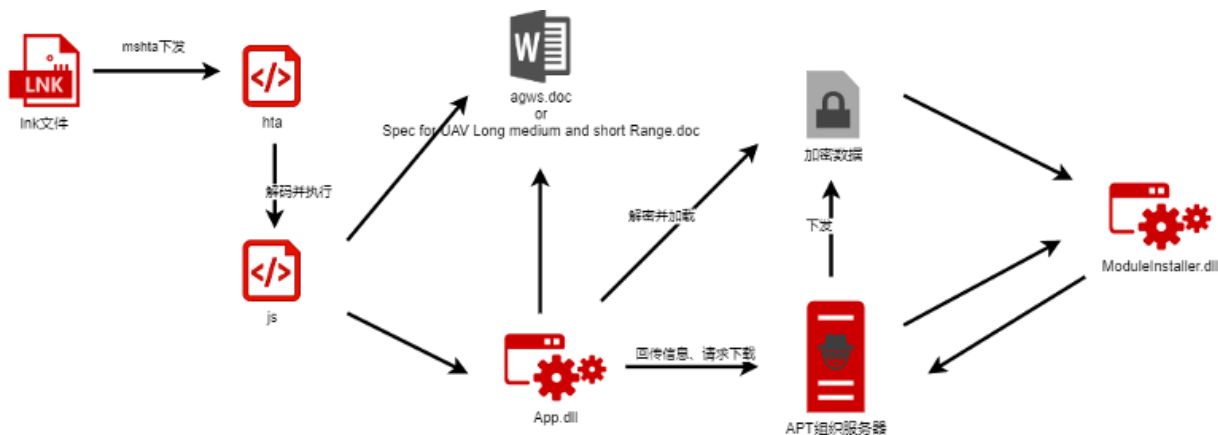 LNK
lnk文件
mshta下发
hta
解码并执行
js
W
agws.doc
or
Spec for UAV Long medium and short Range.doc
App.dll
解密并加载
回传信息、请求下载
加密数据
下发
APT组织服务器
ModuleInstaller.dll